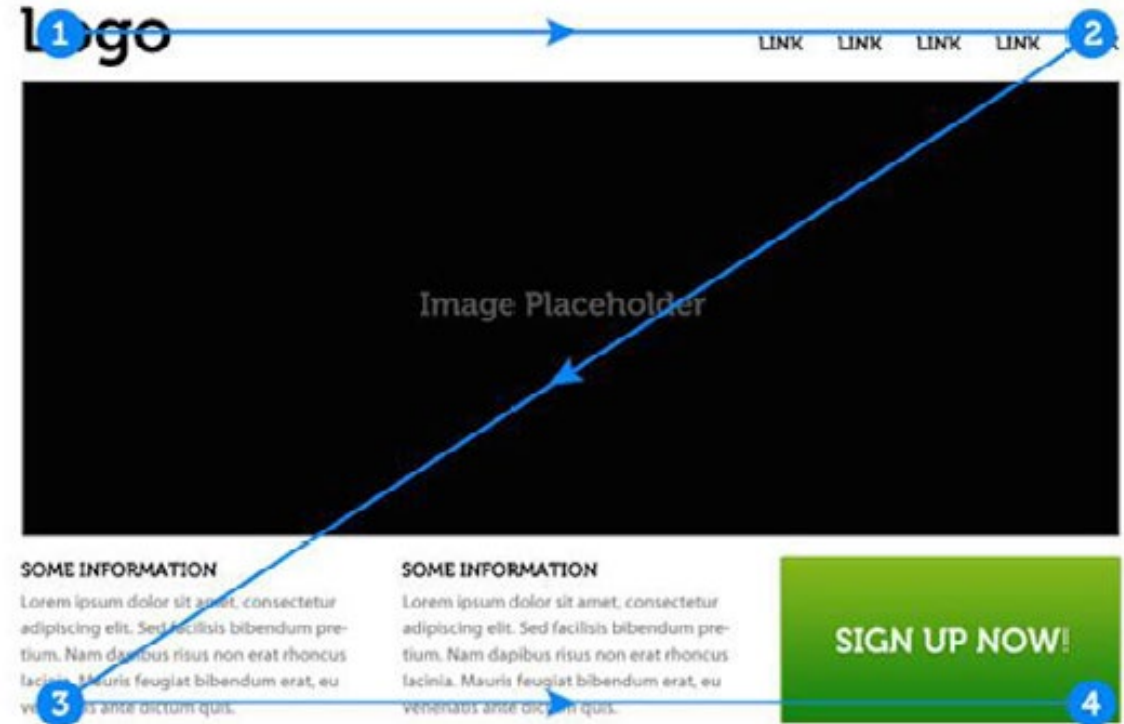 Logo
1
2
LINK LINK LINK LINK
Image Placeholder
SOME INFORMATION
Lorem ipsum dolor sit amet, consectetur
adipiscing elit. Sed facilisis bibendum pre-
tium. Nam dapibus risus non erat rhoncus
lacinia. Mauris feugiat bibendum erat, eu
venenatis ante dictum quis.
SOME INFORMATION
Lorem ipsum dolor sit amet, consectetur
adipiscing elit. Sed facilisis bibendum pre-
tium. Nam dapibus risus non erat rhoncus
lacinia. Mauris feugiat bibendum erat, eu
venenatis ante dictum quis.
SIGN UP NOW!
3
4